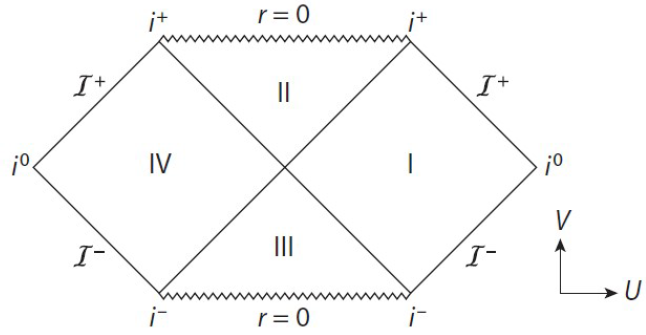 i⁺ r = 0 i⁺
𝓘⁺ II 𝓘⁺
i⁰ IV I i⁰
𝓘⁻ III 𝓘⁻
V
U
i⁻ r = 0 i⁻